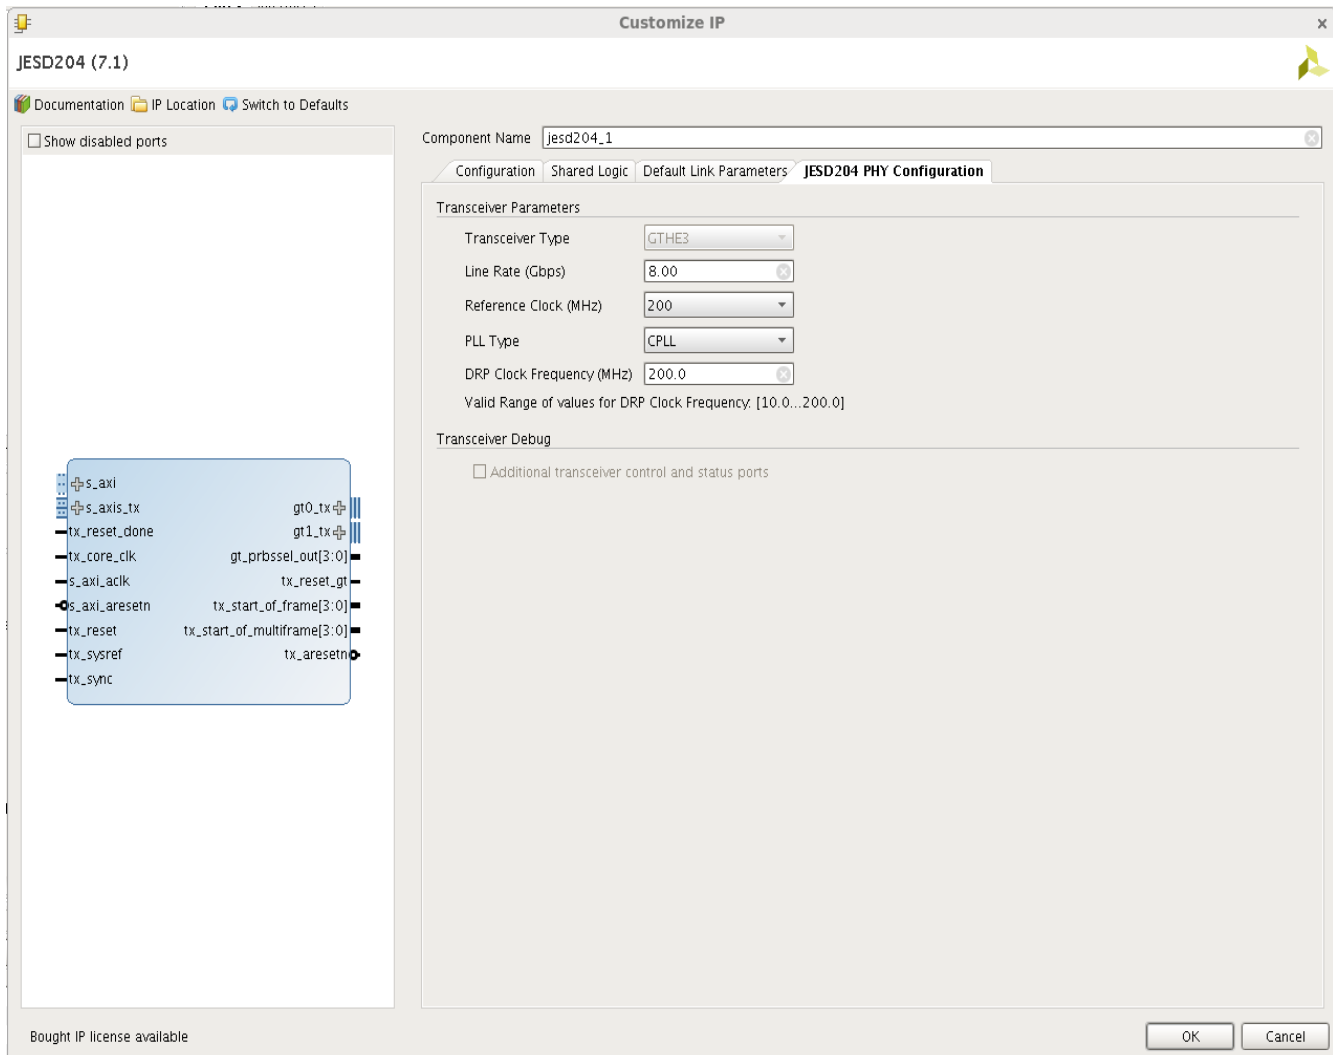 Customize IP
JESD204 (7.1)
Documentation IP Location Switch to Defaults
Show disabled ports
s_axi
s_axis_tx
tx_reset_done
tx_core_clk
s_axi_aclk
s_axi_aresetn
tx_reset
tx_sysref
tx_sync
gt0_tx
gt1_tx
gt_prbssel_out[3:0]
tx_reset_gt
tx_start_of_frame[3:0]
tx_start_of_multiframe[3:0]
tx_aresetn
Component Name jesd204_1
Configuration Shared Logic Default Link Parameters JESD204 PHY Configuration
Transceiver Parameters
Transceiver Type GTHE3
Line Rate (Gbps) 8.00
Reference Clock (MHz) 200
PLL Type CPLL
DRP Clock Frequency (MHz) 200.0
Valid Range of values for DRP Clock Frequency: [10.0...200.0]
Transceiver Debug
Additional transceiver control and status ports
Bought IP license available
OK Cancel